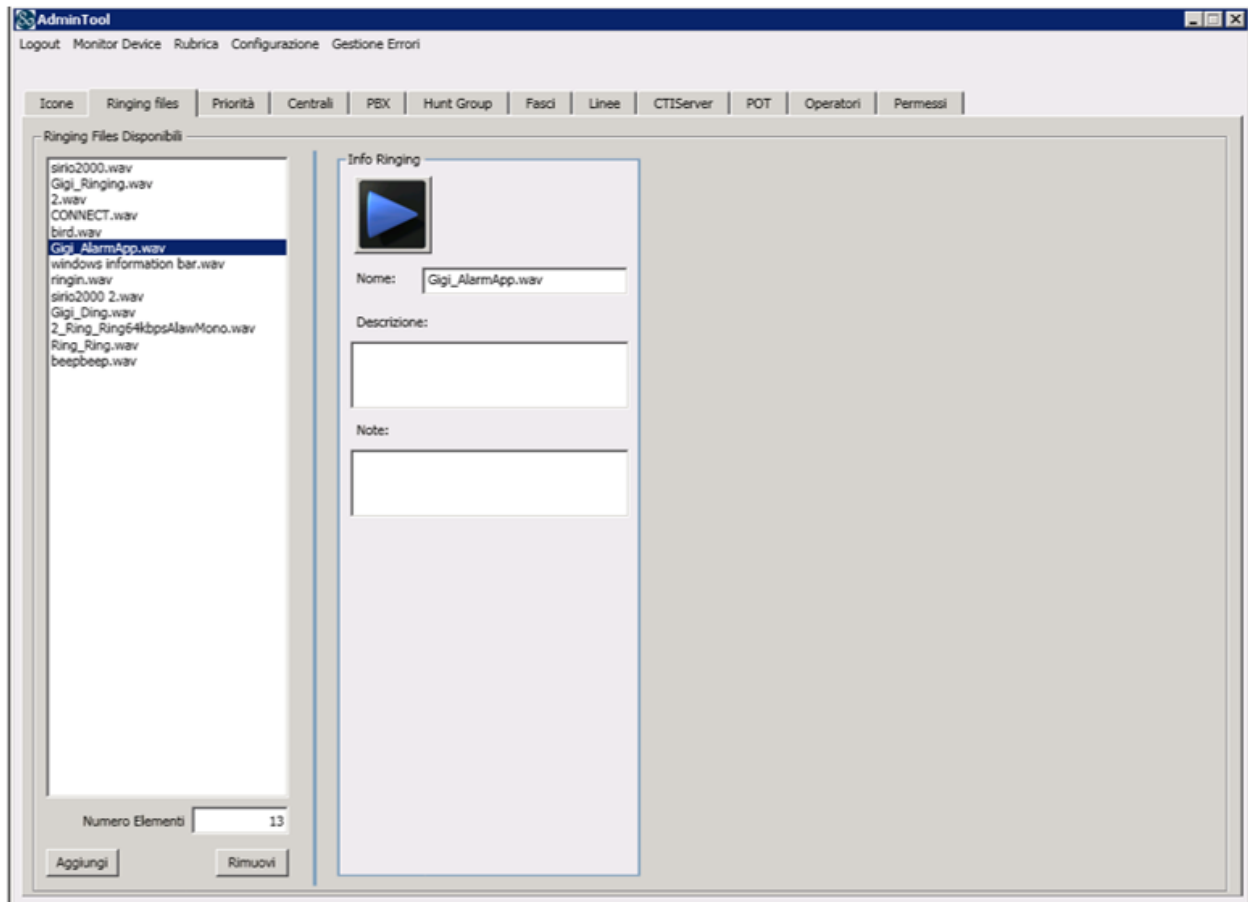 AdminTool
Logout Monitor Device Rubrica Configurazione Gestione Errori
Icone Ringing files Priorità Centrali PBX Hunt Group Fasci Linee CTIServer POT Operatori Permessi
Ringing Files Disponibili
sirio2000.wav
Gigi_Ringing.wav
2.wav
CONNECT.wav
bird.wav
Gigi_AlarmApp.wav
windows information bar.wav
ringin.wav
sirio2000 2.wav
Gigi_Ding.wav
2_Ring_Ring64kbpsAlawMono.wav
Ring_Ring.wav
beepbeep.wav
Numero Elementi 13
Aggiungi Rimuovi
Info Ringing
Nome: Gigi_AlarmApp.wav
Descrizione:
Note: